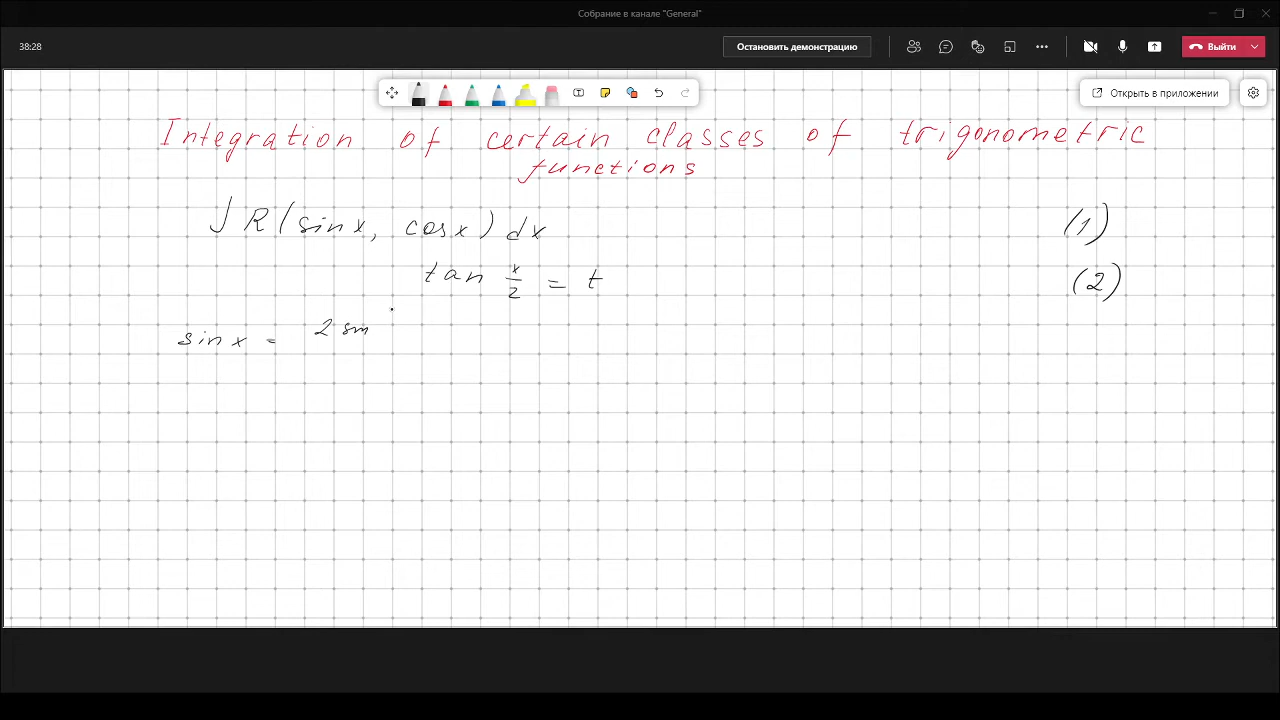 Собрание в канале "General"
38:28
Остановить демонстрацию
Выйти
Открыть в приложении
Integration of certain classes of trigonometric
functions
∫ R(sin x, cos x) dx (1)
tan x/2 = t (2)
sin x = 2 sin